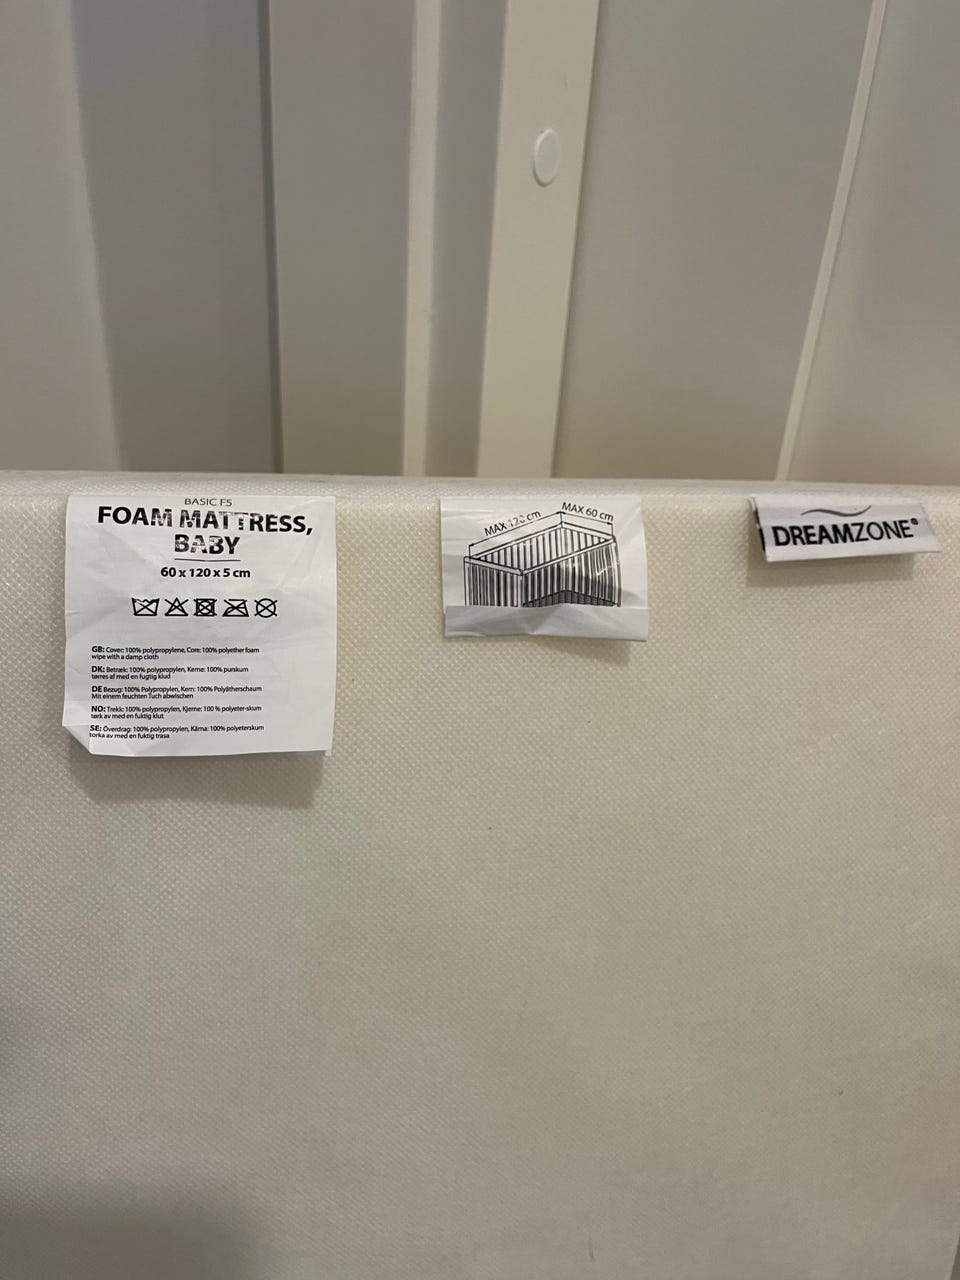 BASIC F5
FOAM MATTRESS,
BABY
60 x 120 x 5 cm
GB: Cover: 100% polypropylene, Core: 100% polyether foam
wipe with a damp cloth
DK: Betræk: 100% polypropylen, Kerne: 100% purskum
tørres af med en fugtig klud
DE Bezug: 100% Polypropylen, Kern: 100% Polyätherschaum
Mit einem feuchten Tuch abwischen
NO: Trekk: 100% polypropylen, Kjerne: 100 % polyeter-skum
tørk av med en fuktig klut
SE: Överdrag: 100% polypropylen, Kärna: 100% polyeterskum
torka av med en fuktig trasa
MAX 120 cm
MAX 60 cm
DREAMZONE®